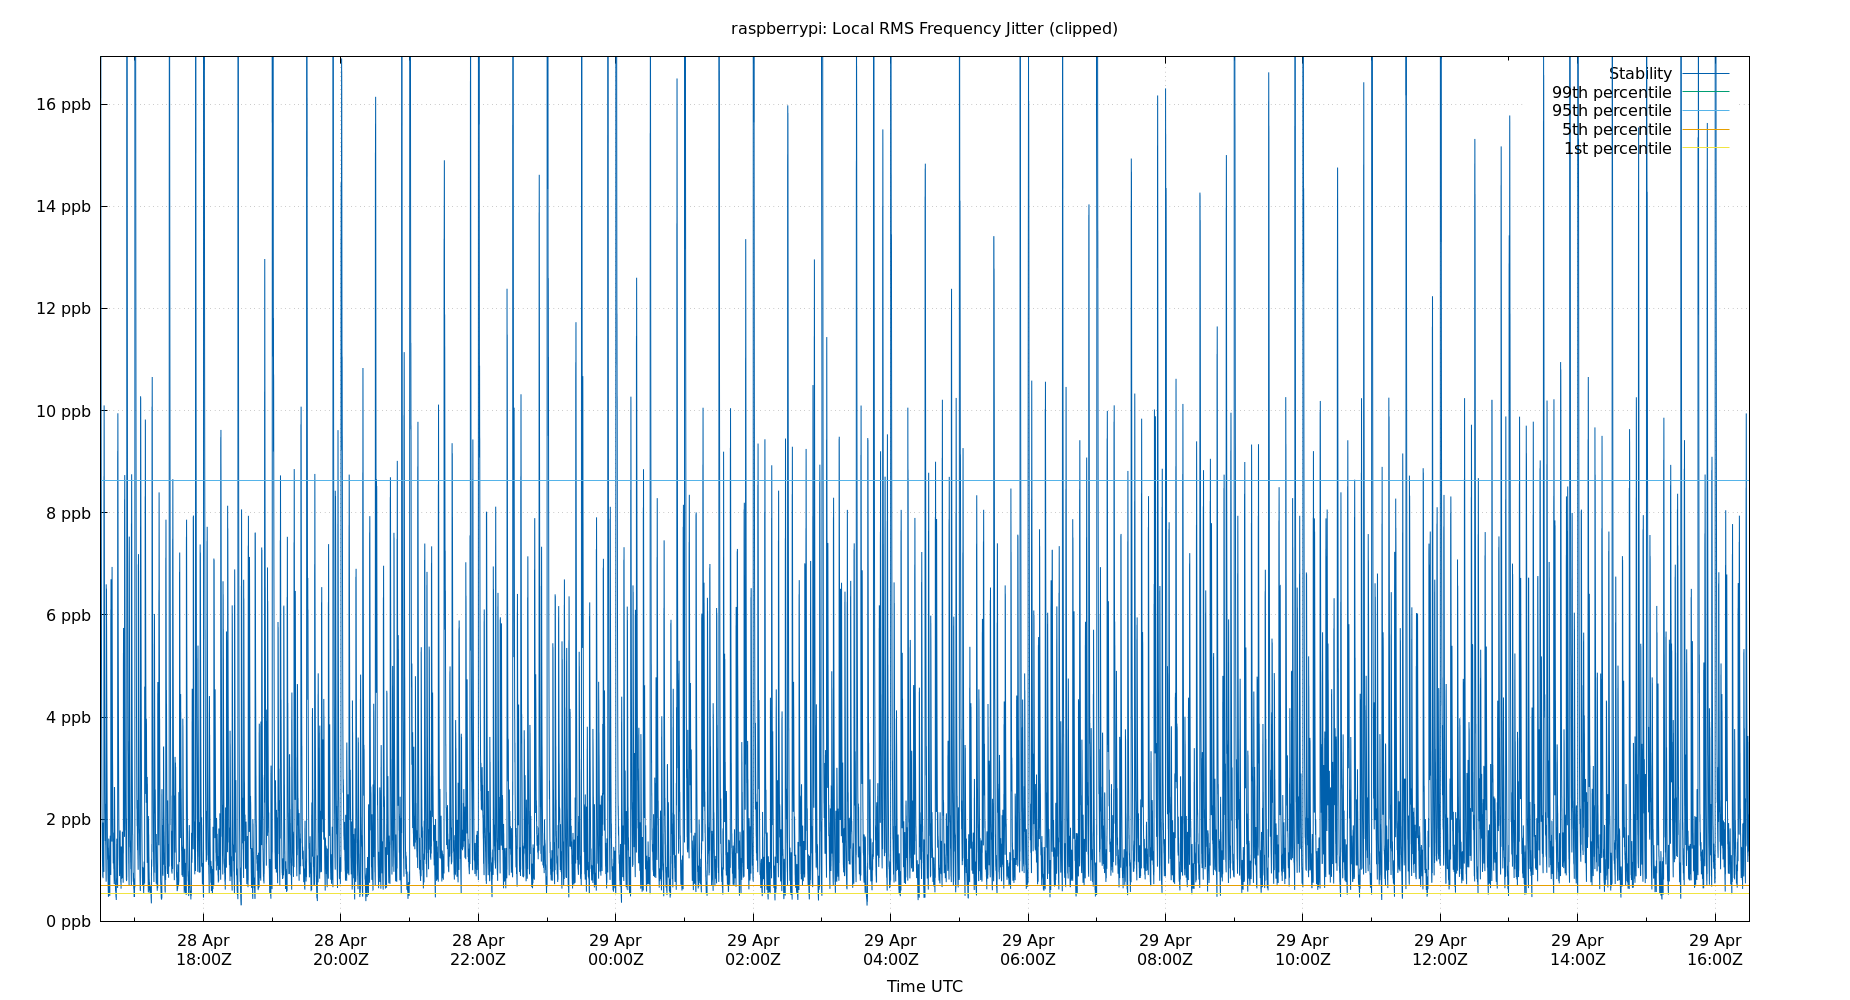 raspberrypi: Local RMS Frequency Jitter (clipped)
Stability
99th percentile
95th percentile
5th percentile
1st percentile
16 ppb
14 ppb
12 ppb
10 ppb
8 ppb
6 ppb
4 ppb
2 ppb
0 ppb
28 Apr 28 Apr 28 Apr 29 Apr 29 Apr 29 Apr 29 Apr 29 Apr 29 Apr 29 Apr 29 Apr 29 Apr
18:00Z 20:00Z 22:00Z 00:00Z 02:00Z 04:00Z 06:00Z 08:00Z 10:00Z 12:00Z 14:00Z 16:00Z
Time UTC